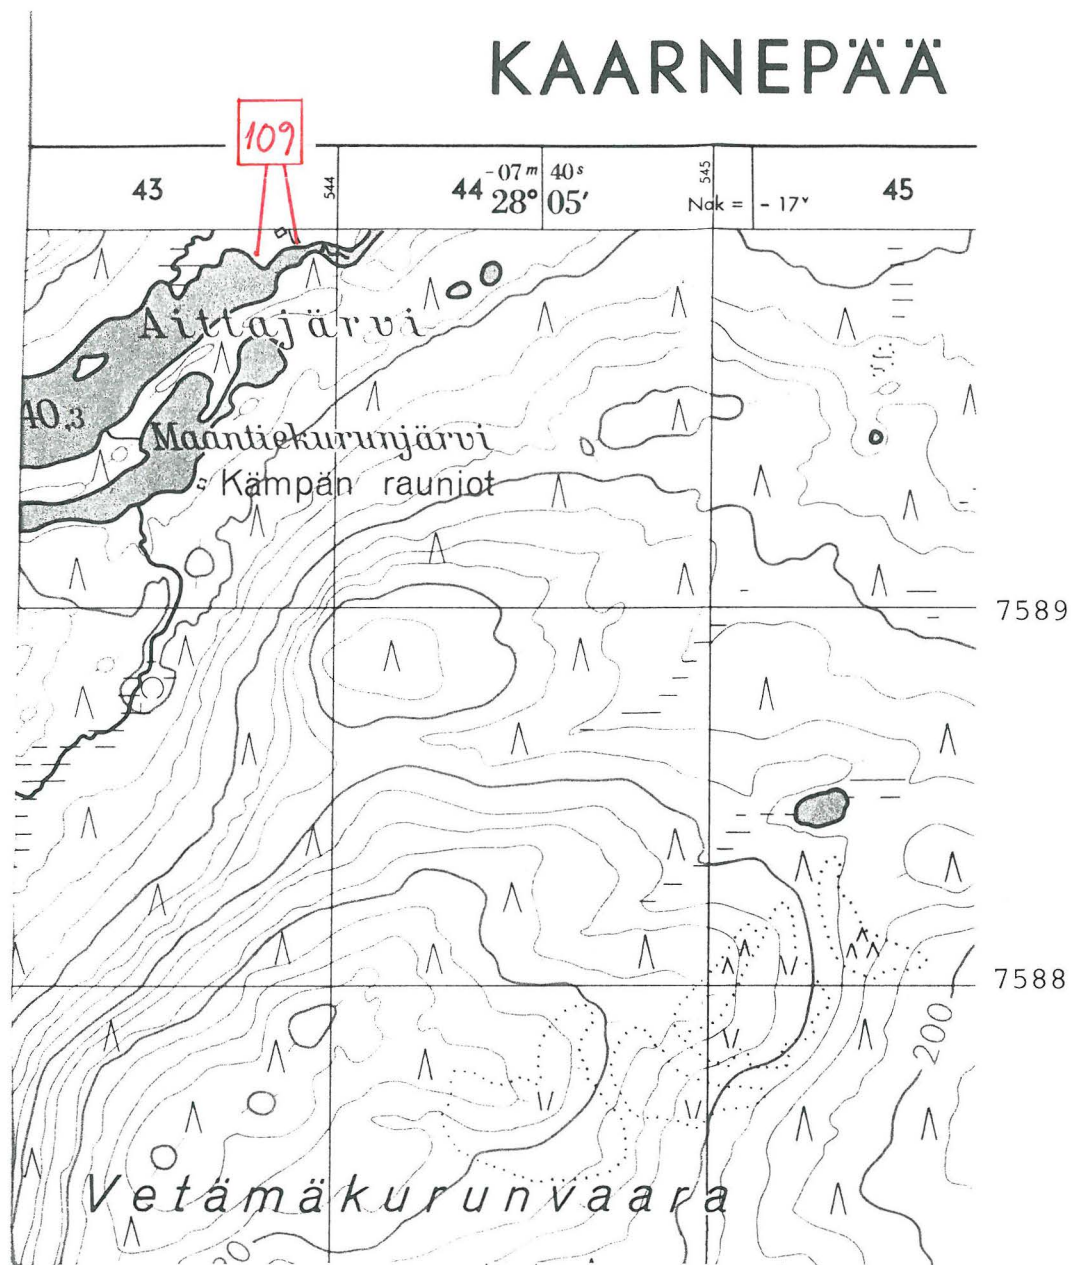 KAARNEPÄÄ
109
43 544 44 -07ᵐ 40ˢ 545 45
28° 05′ Nak = - 17ᵛ
Aittajärvi
40,3
Maantiekurunjärvi
Kämpän rauniot
7589
7588
200
Vetämäkurunvaara